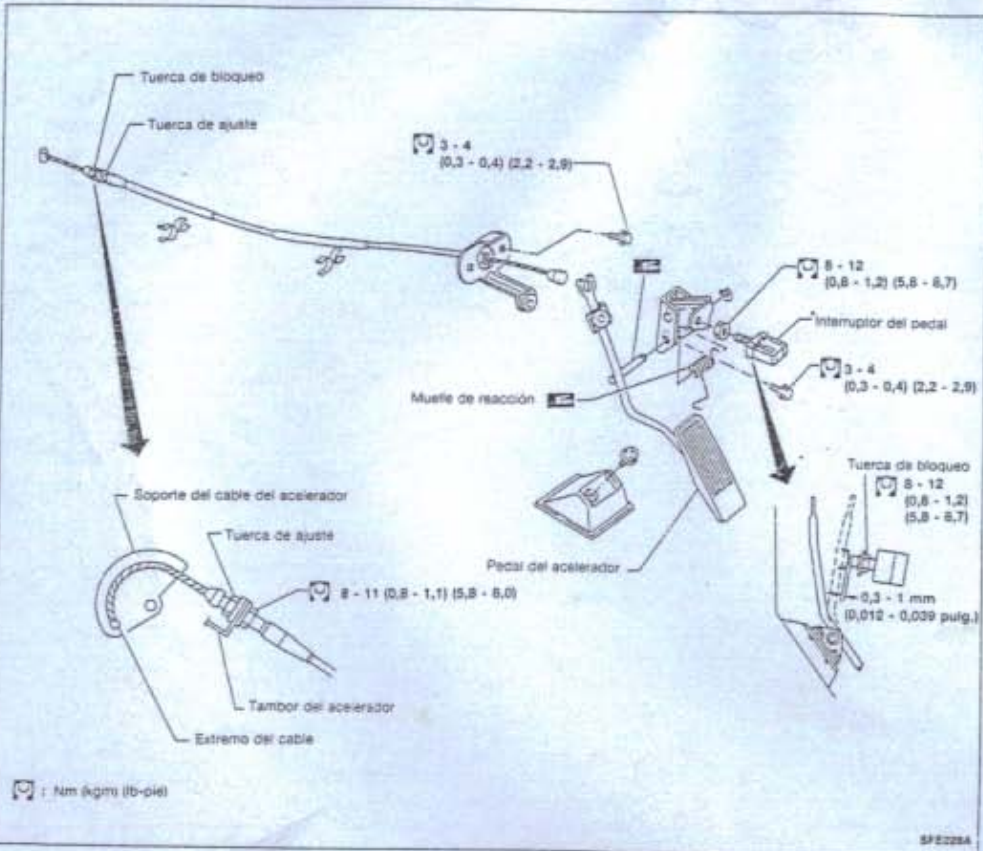 Tuerca de bloqueo
Tuerca de ajuste
3 - 4
(0,3 - 0,4) (2,2 - 2,9)
8 - 12
(0,8 - 1,2) (5,8 - 8,7)
Interruptor del pedal
3 - 4
(0,3 - 0,4) (2,2 - 2,9)
Muelle de reacción
Tuerca de bloqueo
8 - 12
(0,8 - 1,2)
(5,8 - 8,7)
Soporte del cable del acelerador
Tuerca de ajuste
Pedal del acelerador
8 - 11 (0,8 - 1,1) (5,8 - 8,0)
0,3 - 1 mm
(0,012 - 0,039 pulg.)
Tambor del acelerador
Extremo del cable
: Nm (kgm) (lb-pie)
SFE228A